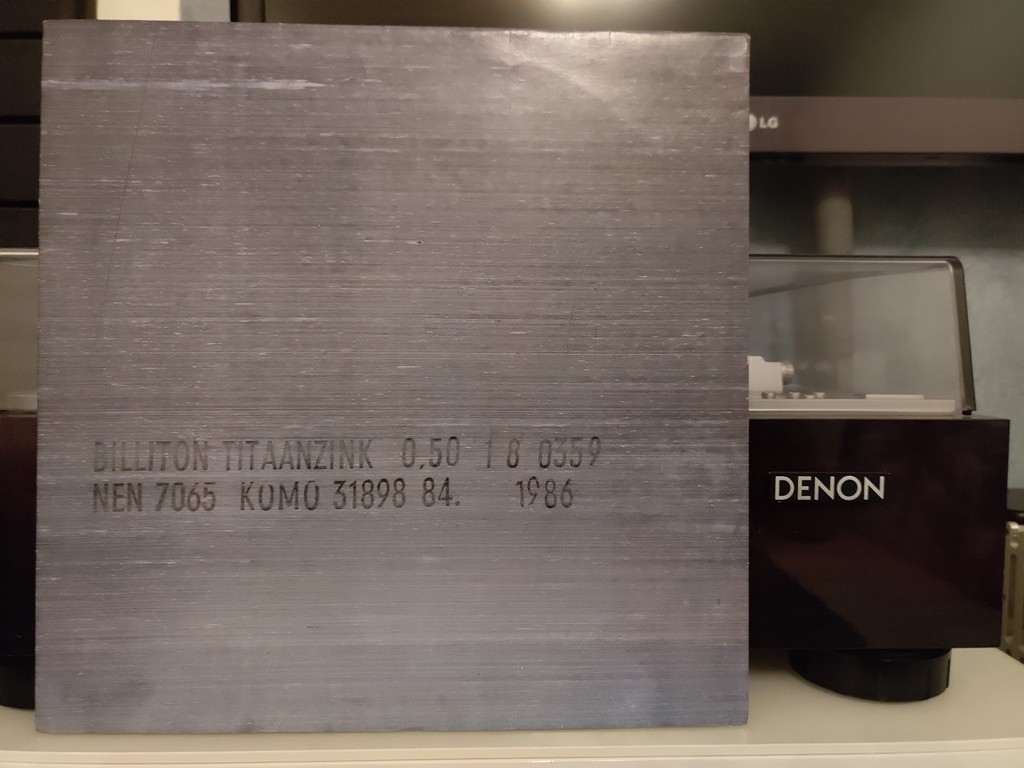 LG
BILLITON TITAANZINK 0.50 / 8 0359
NEN 7065 KOMO 31898 84. 1986
DENON